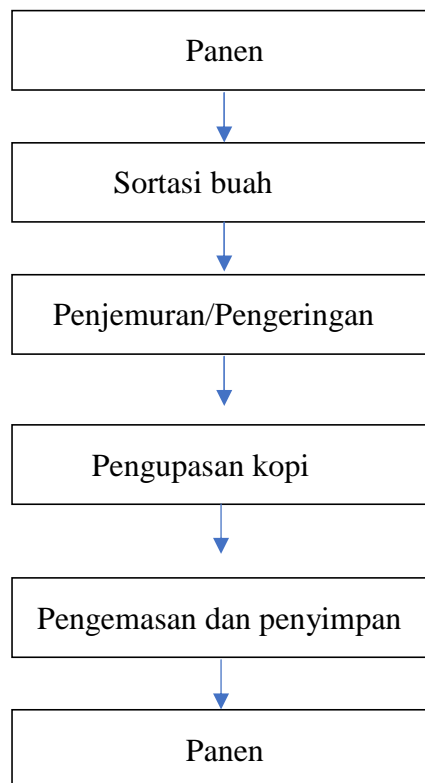 Panen
Sortasi buah
Penjemuran/Pengeringan
Pengupasan kopi
Pengemasan dan penyimpan
Panen